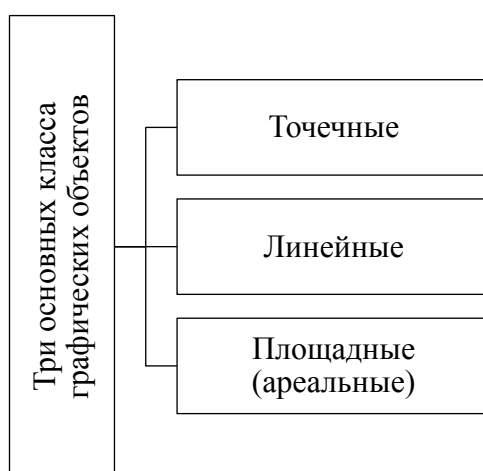 Три основных класса
графических объектов
Точечные
Линейные
Площадные
(ареальные)